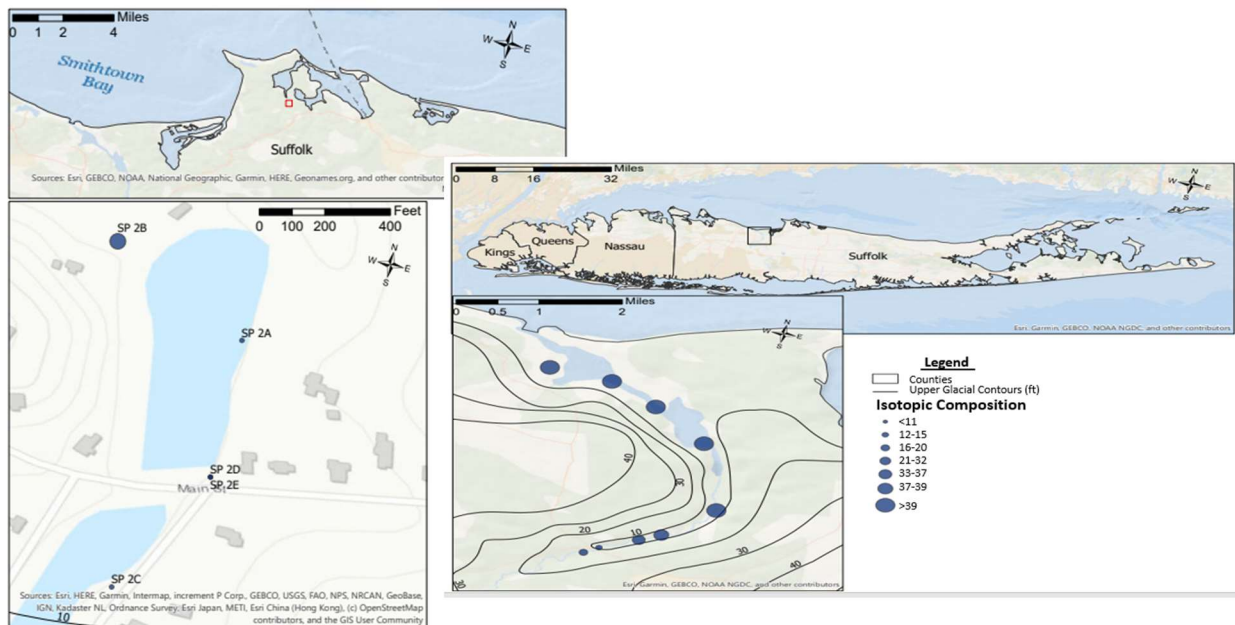 Miles
0 1 2 4
N
W E
S
Smithtown
Bay
Suffolk
Sources: Esri, GEBCO, NOAA, National Geographic, Garmin, HERE, Geonames.org, and other contributor
Feet
0 100 200 400
N
W E
S
SP 2B
SP 2A
SP 2D
Main St
SP 2E
SP 2C
Sources: Esri, HERE, Garmin, Intermap, increment P Corp., GEBCO, USGS, FAO, NPS, NRCAN, GeoBase,
IGN, Kadaster NL, Ordnance Survey, Esri Japan, METI, Esri China (Hong Kong), (c) OpenStreetMap
contributors, and the GIS User Community
10
Miles
0 8 16 32
N
W E
S
Kings
Queens
Nassau
Suffolk
Esri, Garmin, GEBCO, NOAA NGDC, and other contributors
Miles
0 0.5 1 2
N
W E
S
40
30
20
10
30
40
Esri, Garmin, GEBCO, NOAA NGDC, and other contributors
Legend
Counties
Upper Glacial Contours (ft)
Isotopic Composition
<11
12-15
16-20
21-32
33-37
37-39
>39